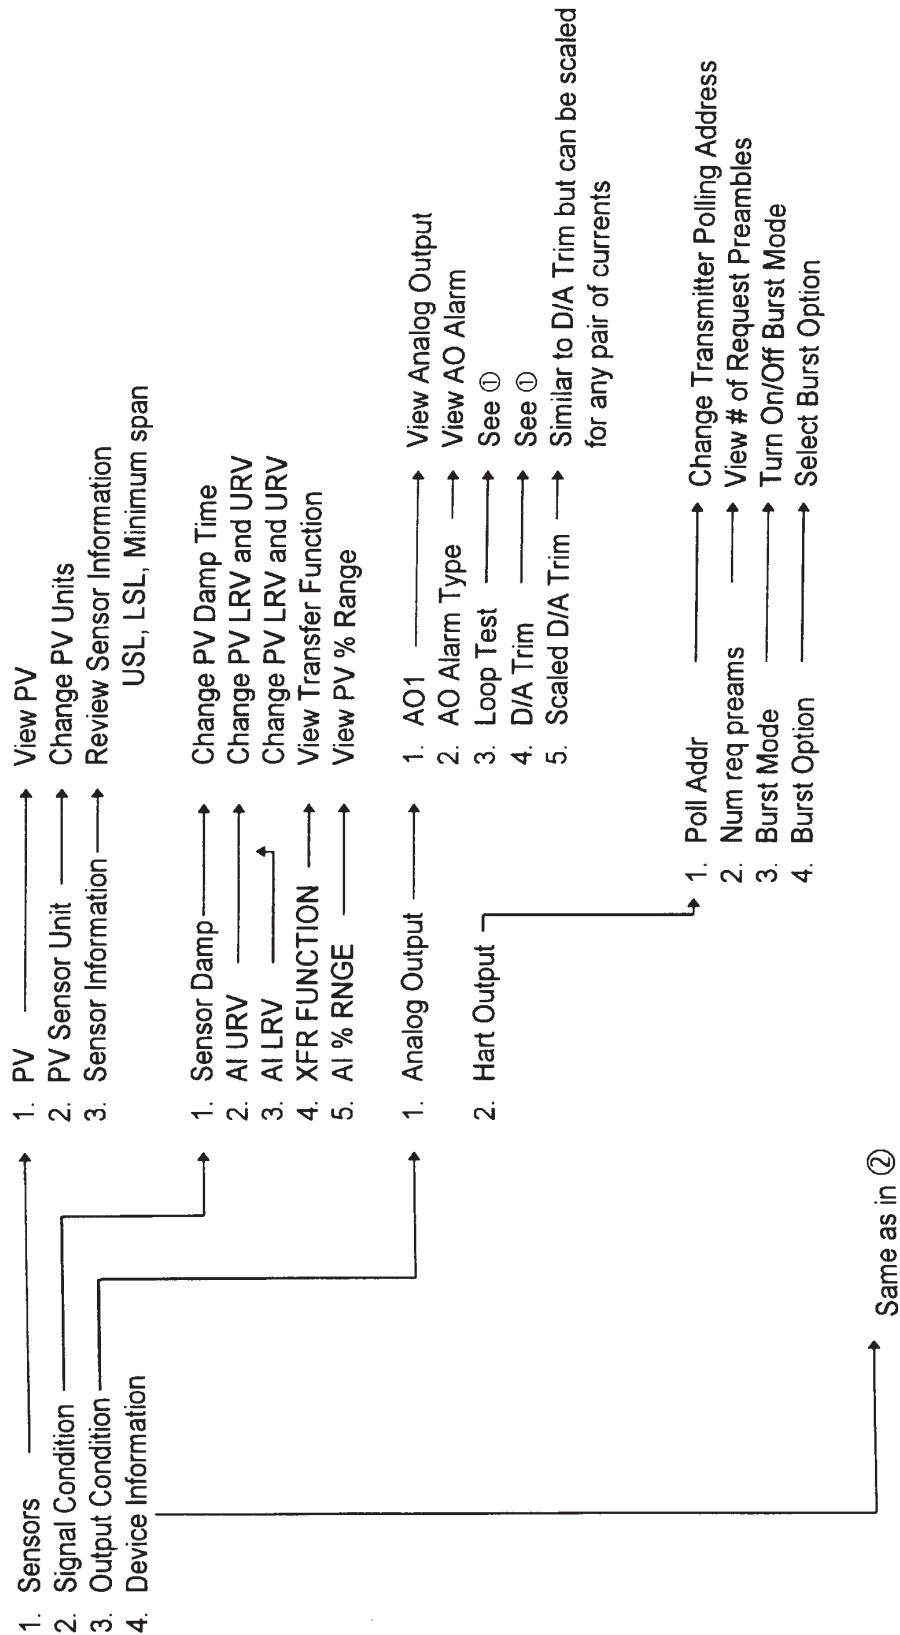 1. Sensors
2. Signal Condition
3. Output Condition
4. Device Information
1. PV
2. PV Sensor Unit
3. Sensor Information
View PV
Change PV Units
Review Sensor Information
USL, LSL, Minimum span
1. Sensor Damp
2. AI URV
3. AI LRV
4. XFR FUNCTION
5. AI % RNGE
Change PV Damp Time
Change PV LRV and URV
Change PV LRV and URV
View Transfer Function
View PV % Range
1. Analog Output
2. Hart Output
1. AO1
2. AO Alarm Type
3. Loop Test
4. D/A Trim
5. Scaled D/A Trim
View Analog Output
View AO Alarm
See ①
See ①
Similar to D/A Trim but can be scaled
for any pair of currents
1. Poll Addr
2. Num req preams
3. Burst Mode
4. Burst Option
Change Transmitter Polling Address
View # of Request Preambles
Turn On/Off Burst Mode
Select Burst Option
Same as in ②